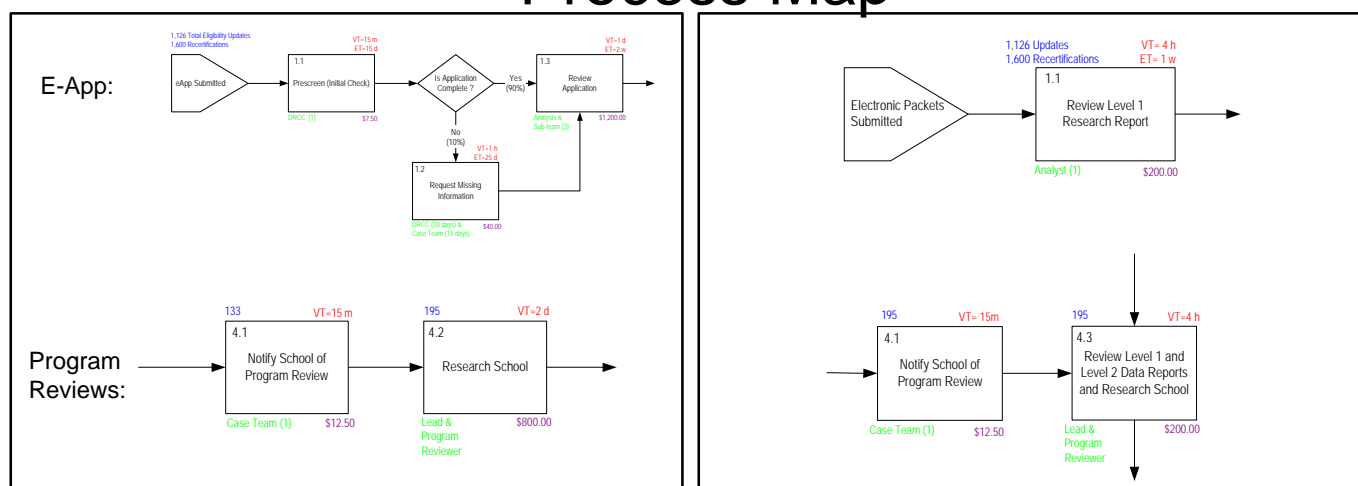 Process Map
E-App:
1,126 Total Eligibility Updates
1,600 Recertifications
eApp Submitted
VT=15 m
ET=15 d
1.1
Prescreen (Initial Check)
DRCC (1)
$7.50
Is Application
Complete ?
Yes
(90%)
No
(10%)
VT=1 d
ET=2 w
1.3
Review
Application
Analysts &
Sub-team (3)
$1,200.00
VT=1 h
ET=25 d
1.2
Request Missing
Information
DRCC (10 days) &
Case Team (15 days)
$40.00
Program
Reviews:
133
VT=15 m
4.1
Notify School of
Program Review
Case Team (1)
$12.50
195
VT=2 d
4.2
Research School
Lead &
Program
Reviewer
$800.00
Electronic Packets
Submitted
1,126 Updates
1,600 Recertifications
VT= 4 h
ET= 1 w
1.1
Review Level 1
Research Report
Analyst (1)
$200.00
195
VT= 15m
4.1
Notify School of
Program Review
Case Team (1)
$12.50
195
VT=4 h
4.3
Review Level 1 and
Level 2 Data Reports
and Research School
Lead &
Program
Reviewer
$200.00